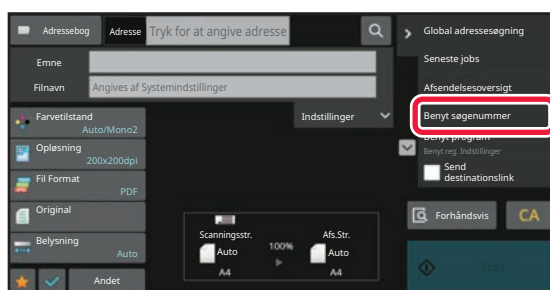 Adressebog
Adresse
Tryk for at angive adresse
Emne
Filnavn
Angives af Systemindstillinger
Indstillinger
Farvetilstand
Auto/Mono2
Opløsning
200x200dpi
Fil Format
PDF
Original
Belysning
Auto
Andet
Scanningsstr.
Auto
A4
100%
Afs.Str.
Auto
A4
Global adressesøgning
Seneste jobs
Afsendelsesoversigt
Benyt søgenummer
Benyt program
Benyt reg. Indstillinger
Send
destinationslink
Forhåndsvis
CA
Start